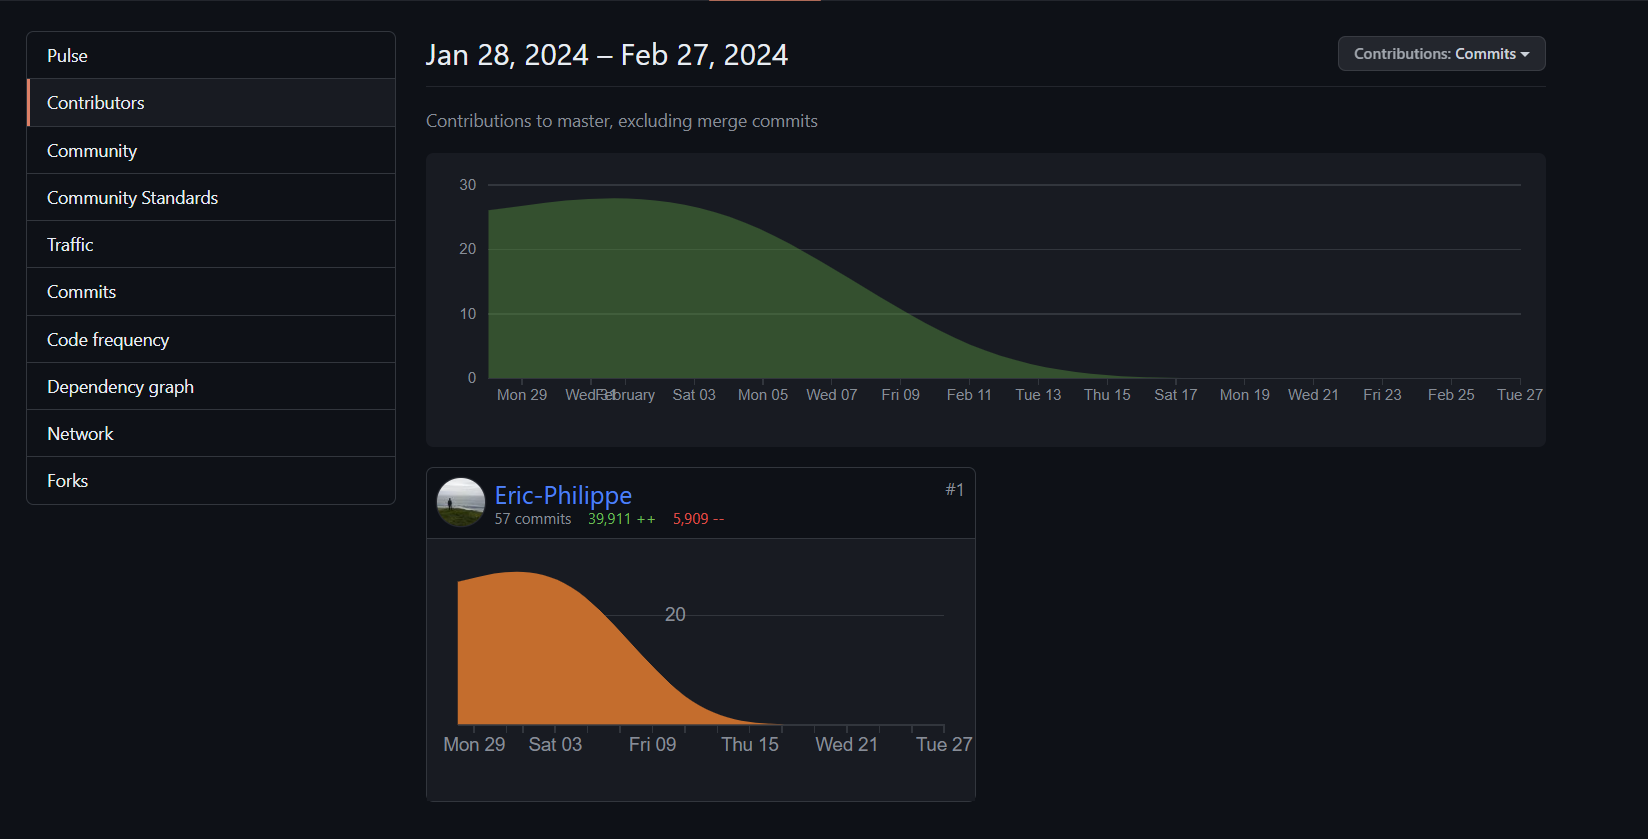 Pulse
Contributors
Community
Community Standards
Traffic
Commits
Code frequency
Dependency graph
Network
Forks
Jan 28, 2024 – Feb 27, 2024
Contributions: Commits
Contributions to master, excluding merge commits
30
20
10
0
Mon 29 Wed 31 February Sat 03 Mon 05 Wed 07 Fri 09 Feb 11 Tue 13 Thu 15 Sat 17 Mon 19 Wed 21 Fri 23 Feb 25 Tue 27
Eric-Philippe #1
57 commits 39,911 ++ 5,909 --
20
Mon 29 Sat 03 Fri 09 Thu 15 Wed 21 Tue 27